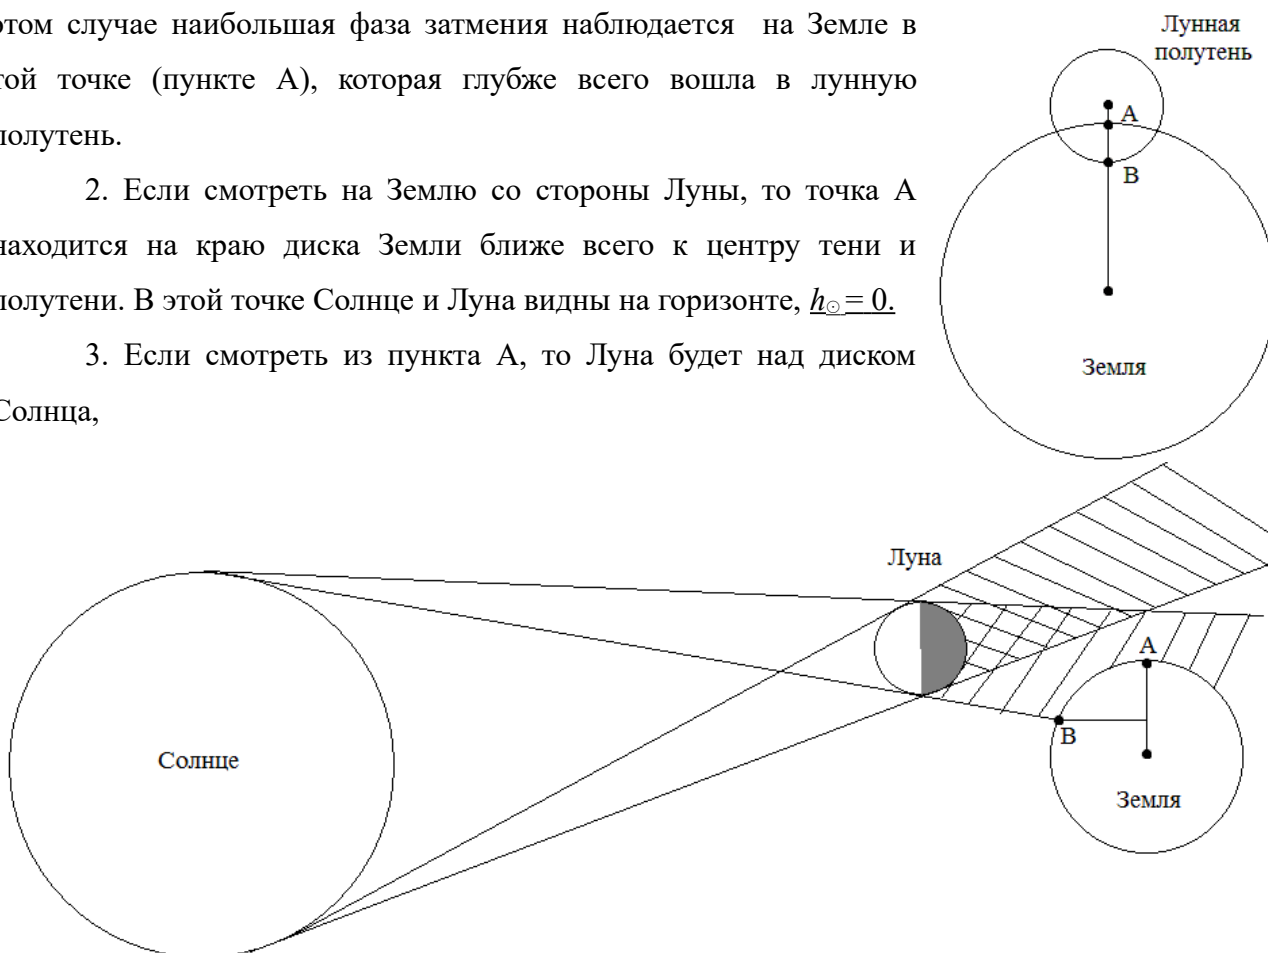 этом случае наибольшая фаза затмения наблюдается на Земле в
той точке (пункте А), которая глубже всего вошла в лунную
полутень.
2. Если смотреть на Землю со стороны Луны, то точка А
находится на краю диска Земли ближе всего к центру тени и
полутени. В этой точке Солнце и Луна видны на горизонте, h☉ = 0.
3. Если смотреть из пункта А, то Луна будет над диском
Солнца,
Лунная
полутень
А
В
Земля
Луна
Солнце
А
В
Земля